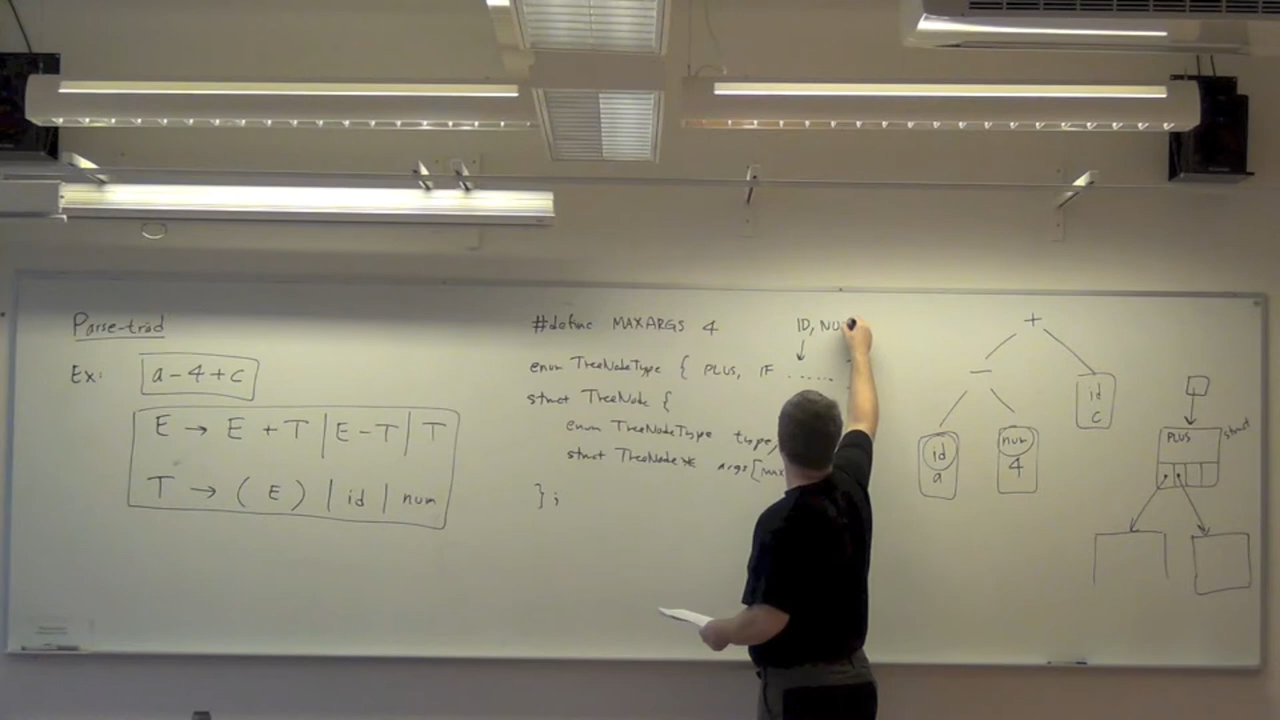 Parse-träd
Ex: a - 4 + c
E → E + T | E - T | T
T → ( E ) | id | num
#define MAXARGS 4
ID, NU
enum TreeNodeType { PLUS, IF ......
struct TreeNode {
enum TreeNodeType type;
struct TreeNode* args[MAX
};
+
-
id
c
id
a
num
4
PLUS
struct